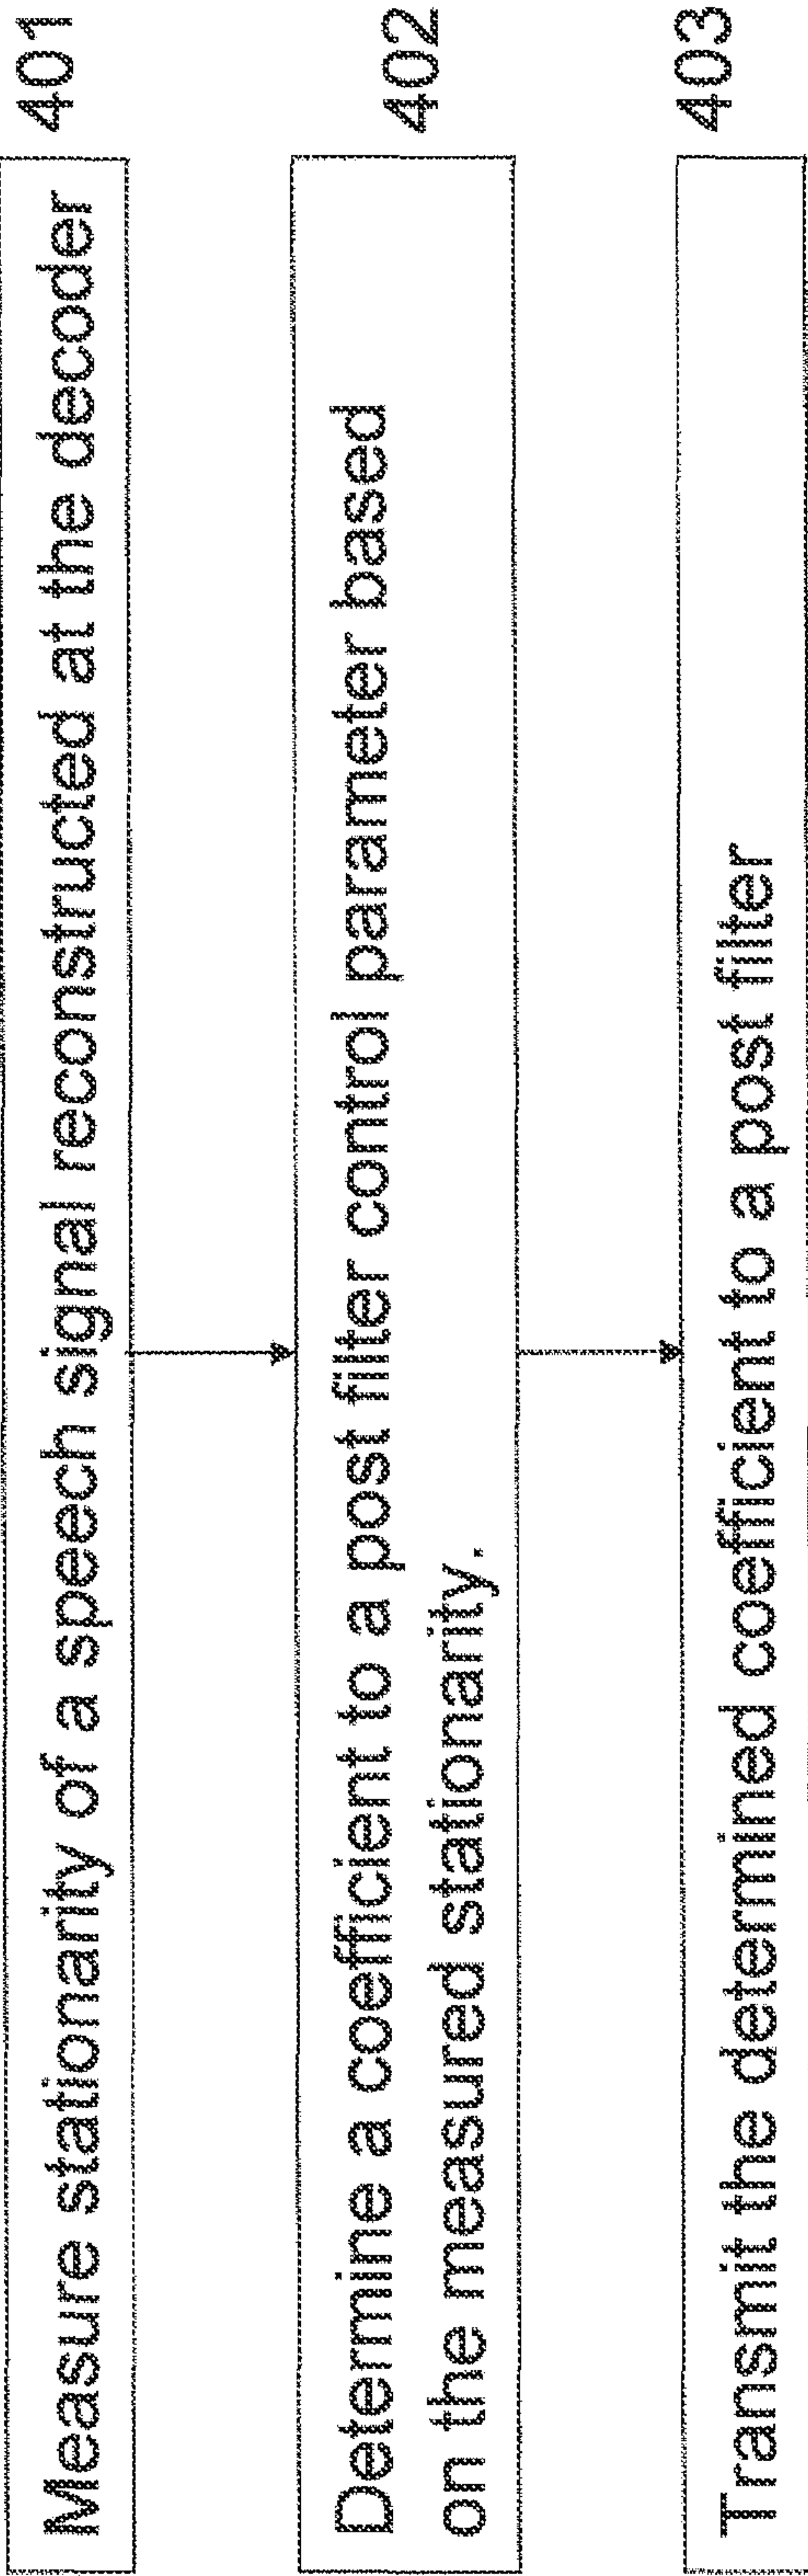 Measure stationarity of a speech signal reconstructed at the decoder
401
Determine a coefficient to a post filter control parameter based
on the measured stationarity.
402
Transmit the determined coefficient to a post filter
403